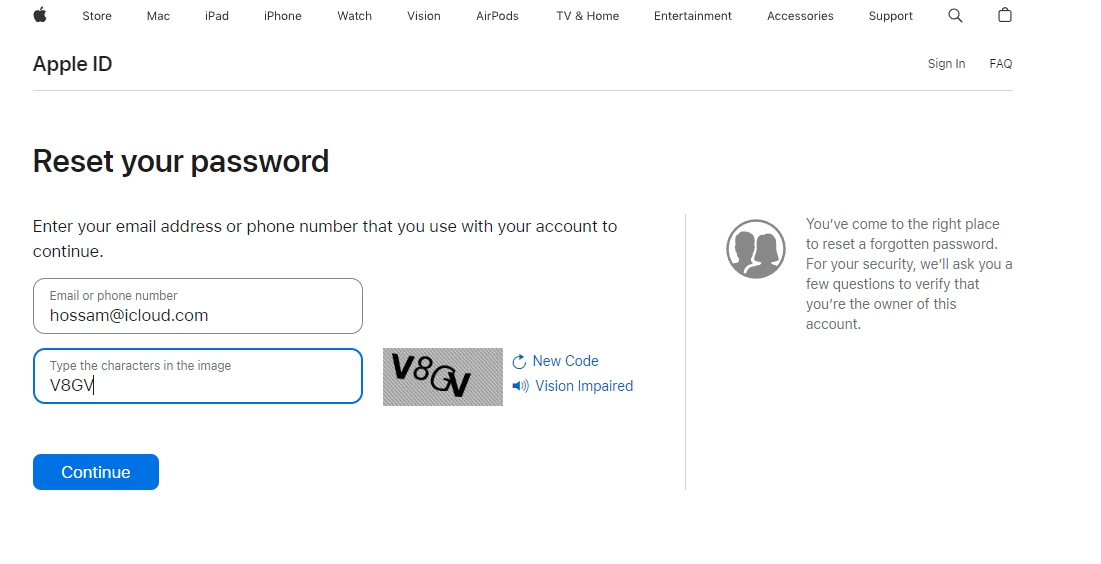 Store Mac iPad iPhone Watch Vision AirPods TV & Home Entertainment Accessories Support
Apple ID
Sign In FAQ
Reset your password
Enter your email address or phone number that you use with your account to
continue.
Email or phone number
hossam@icloud.com
Type the characters in the image
V8GV
V8GV
New Code
Vision Impaired
Continue
You’ve come to the right place
to reset a forgotten password.
For your security, we’ll ask you a
few questions to verify that
you’re the owner of this
account.